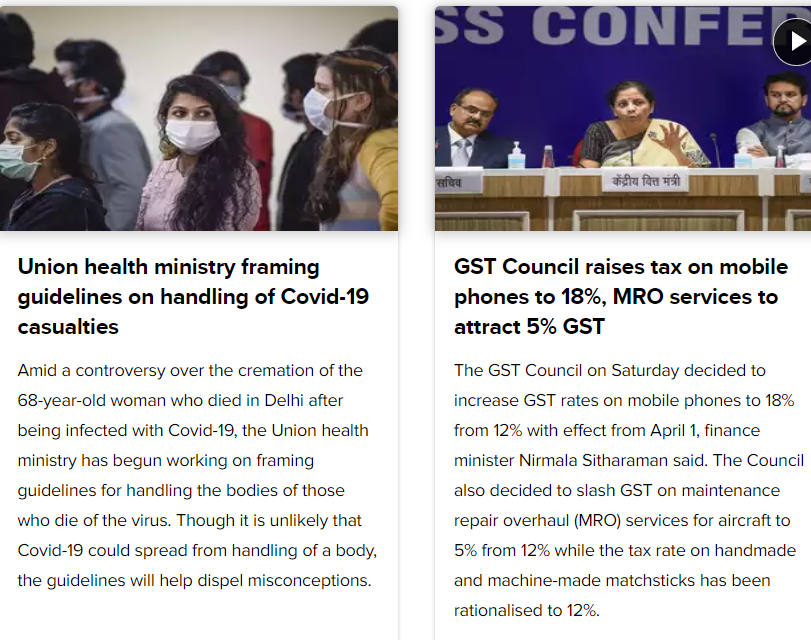 Union health ministry framing
guidelines on handling of Covid-19
casualties
Amid a controversy over the cremation of the
68-year-old woman who died in Delhi after
being infected with Covid-19, the Union health
ministry has begun working on framing
guidelines for handling the bodies of those
who die of the virus. Though it is unlikely that
Covid-19 could spread from handling of a body,
the guidelines will help dispel misconceptions.
SS CONFE
सचिव
केंद्रीय वित्त मंत्री
GST Council raises tax on mobile
phones to 18%, MRO services to
attract 5% GST
The GST Council on Saturday decided to
increase GST rates on mobile phones to 18%
from 12% with effect from April 1, finance
minister Nirmala Sitharaman said. The Council
also decided to slash GST on maintenance
repair overhaul (MRO) services for aircraft to
5% from 12% while the tax rate on handmade
and machine-made matchsticks has been
rationalised to 12%.